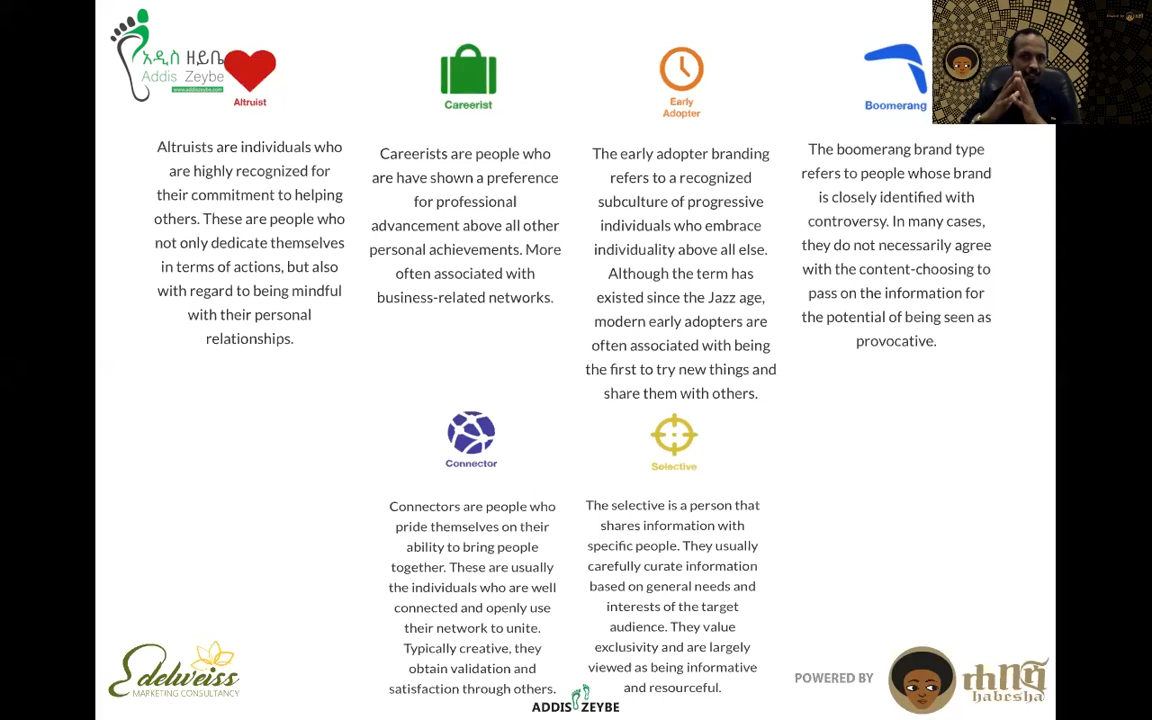 አዲስ ዘይቤ
Addis Zeybe
www.addiszeybe.com
Altruist
Careerist
Early
Adopter
Boomerang
Altruists are individuals who
are highly recognized for
their commitment to helping
others. These are people who
not only dedicate themselves
in terms of actions, but also
with regard to being mindful
with their personal
relationships.
Careerists are people who
are have shown a preference
for professional
advancement above all other
personal achievements. More
often associated with
business-related networks.
The early adopter branding
refers to a recognized
subculture of progressive
individuals who embrace
individuality above all else.
Although the term has
existed since the Jazz age,
modern early adopters are
often associated with being
the first to try new things and
share them with others.
The boomerang brand type
refers to people whose brand
is closely identified with
controversy. In many cases,
they do not necessarily agree
with the content-choosing to
pass on the information for
the potential of being seen as
provocative.
Connector
Selective
Connectors are people who
pride themselves on their
ability to bring people
together. These are usually
the individuals who are well
connected and openly use
their network to unite.
Typically creative, they
obtain validation and
satisfaction through others.
The selective is a person that
shares information with
specific people. They usually
carefully curate information
based on general needs and
interests of the target
audience. They value
exclusivity and are largely
viewed as being informative
and resourceful.
Edelweiss
MARKETING CONSULTANCY
ADDIS ZEYBE
POWERED BY
ሐበሻ
habesha